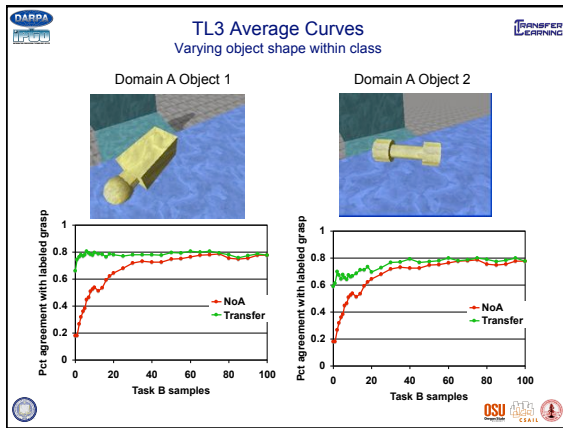 DARPA
IPTO
TL3 Average Curves
Varying object shape within class
TRANSFER
LEARNING
Domain A Object 1
Domain A Object 2
Pct agreement with labeled grasp
1
0.8
0.6
0.4
0.2
0
NoA
Transfer
0
20
40
60
80
100
Task B samples
Pct agreement with labeled grasp
1
0.8
0.6
0.4
0.2
0
NoA
Transfer
0
20
40
60
80
100
Task B samples
OSU
Oregon State
CSAIL